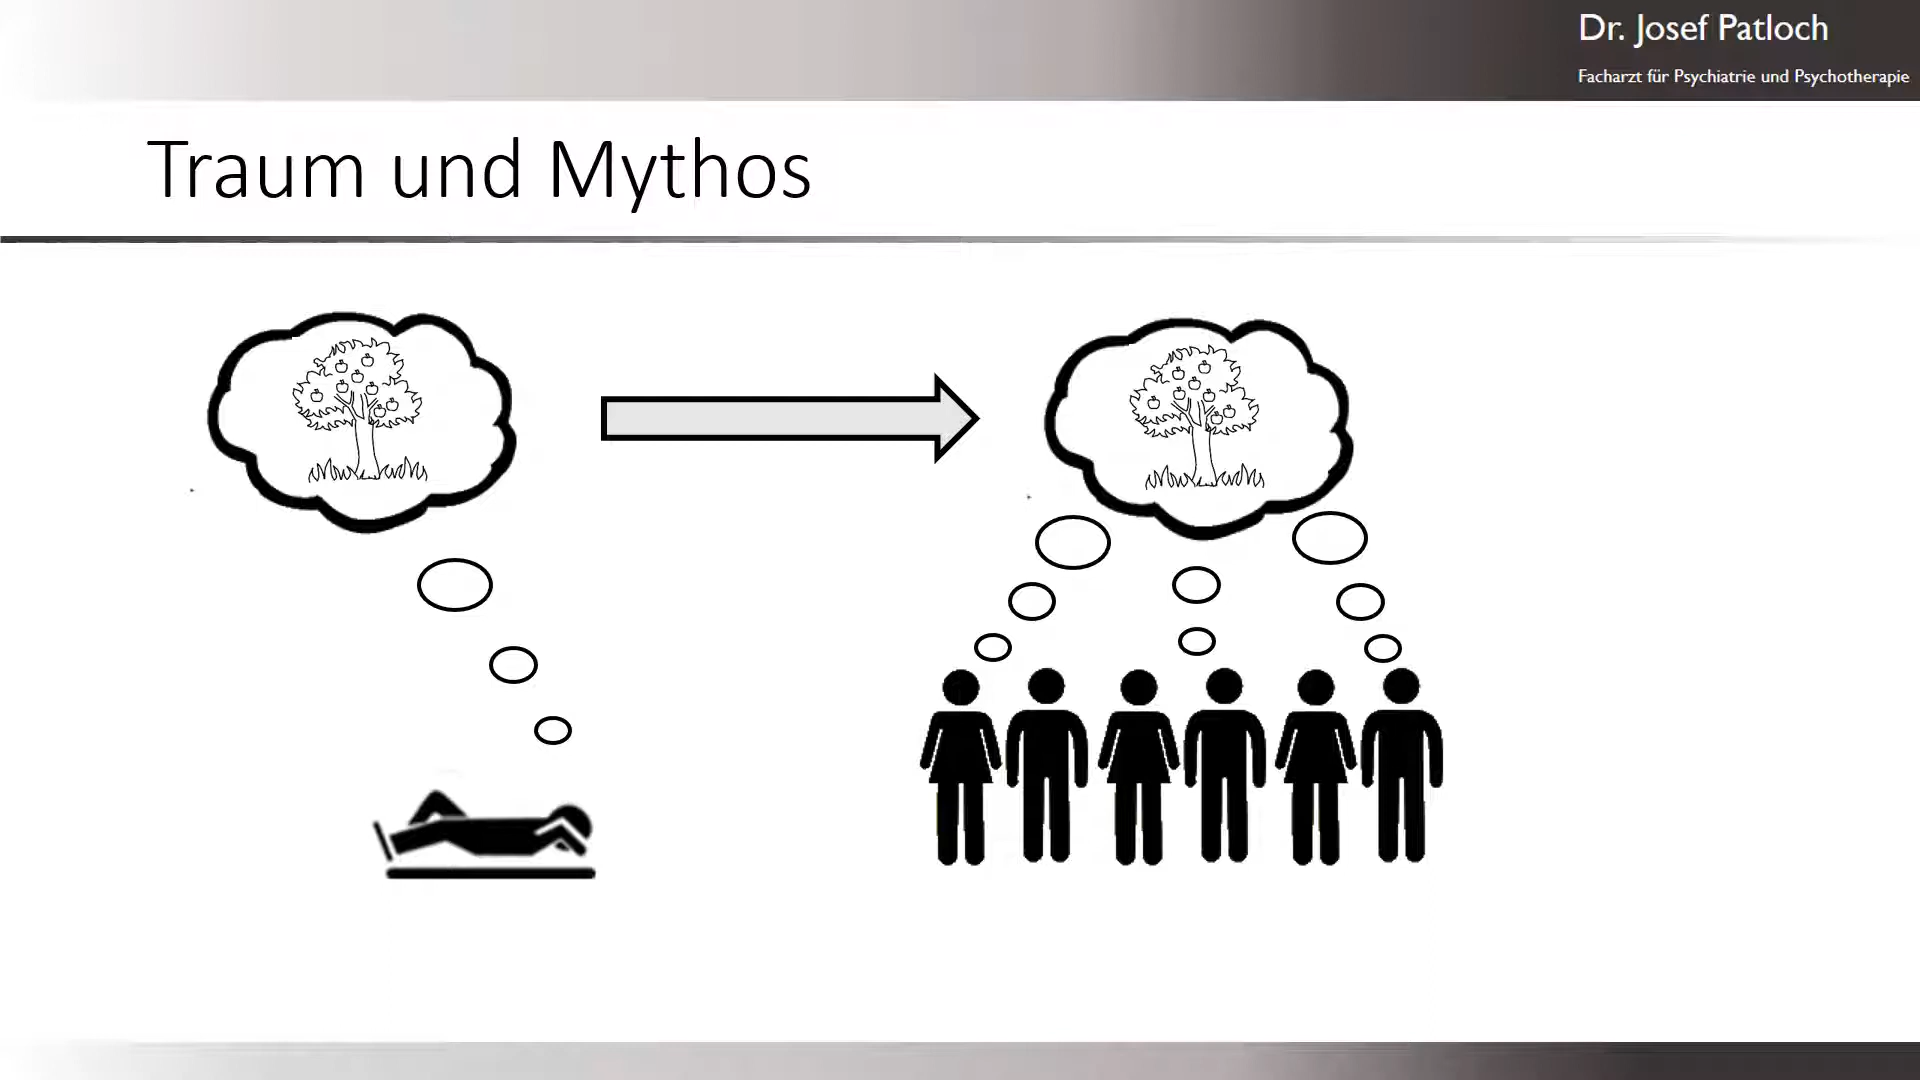 Dr. Josef Patloch
Facharzt für Psychiatrie und Psychotherapie
Traum und Mythos